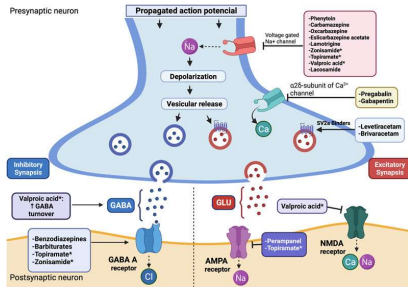 Presynaptic neuron
Propagated action potencial
Na
Voltage gated
Na+ channel
-Phenytoin
-Carbamazepine
-Oxcarbazepine
-Eslicarbazepine acetate
-Lamotrigine
-Zonisamide*
-Topiramate*
-Valproic acid*
-Lacosamide
Depolarization
α2δ-subunit of Ca²⁺
channel
-Pregabalin
-Gabapentin
Vesicular release
Ca
SV2a Binders
-Levetiracetam
-Brivaracetam
Inhibitory
Synapsis
Excitatory
Synapsis
Valproic acid*:
↑ GABA
turnover
GABA
GLU
Valproic acid*
-Benzodiazepines
-Barbiturates
-Topiramate*
-Zonisamide*
GABA A
receptor
Cl
AMPA
receptor
Na
-Perampanel
-Topiramate*
NMDA
receptor
Ca
Na
Postsynaptic neuron